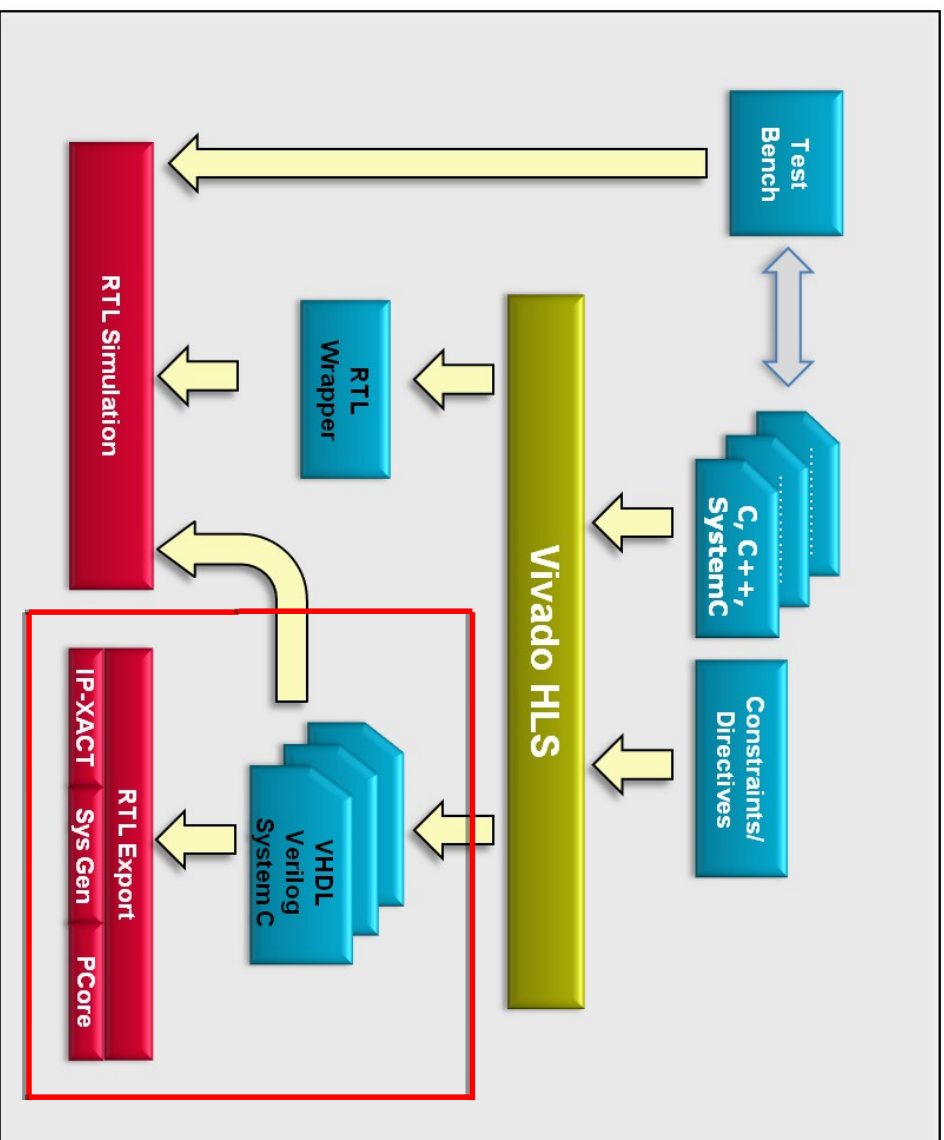 Test
Bench
C, C++,
SystemC
Constraints/
Directives
Vivado HLS
RTL
Wrapper
VHDL
Verilog
System C
RTL Simulation
RTL Export
IP-XACT
Sys Gen
PCore